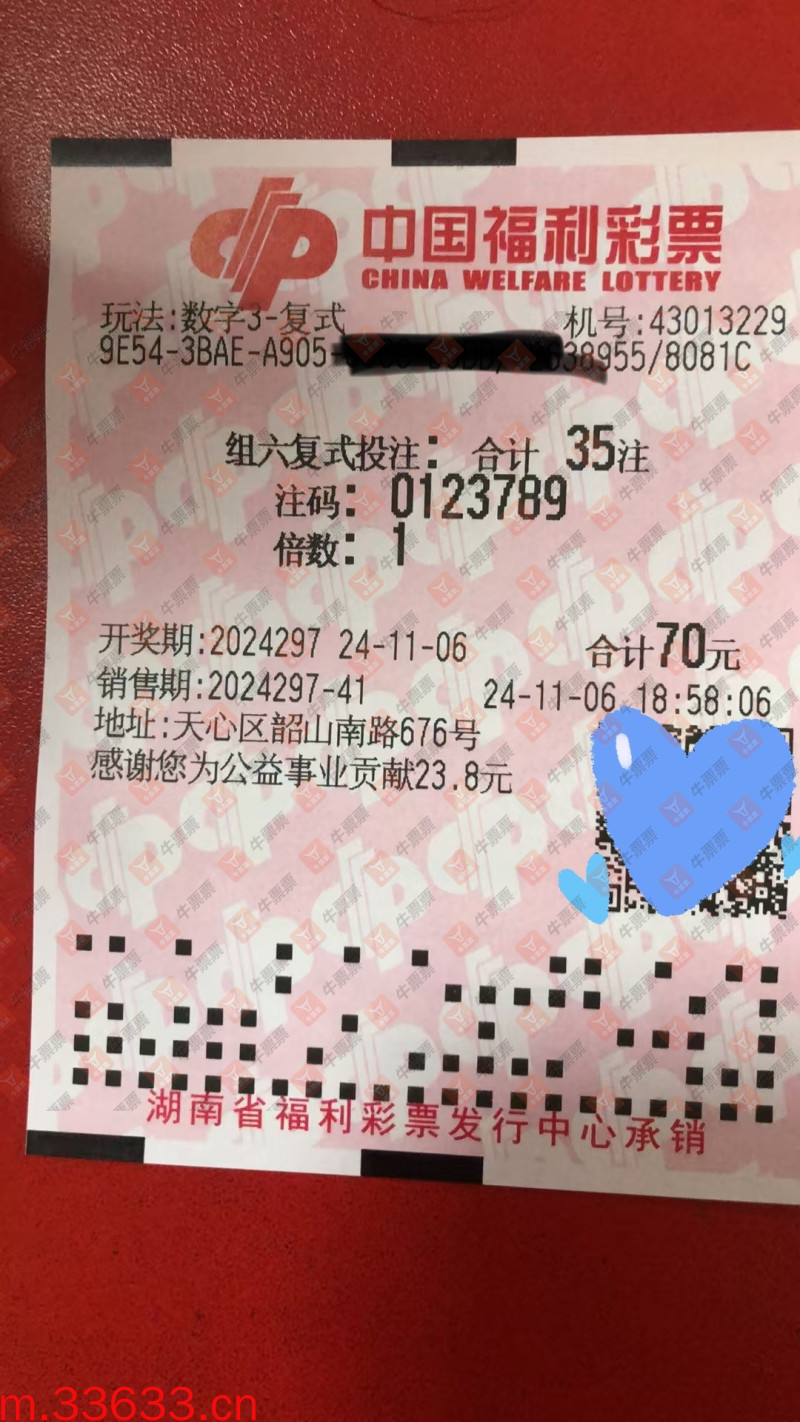 中国福利彩票
CHINA WELFARE LOTTERY
玩法:数字3-复式 机号:43013229
9E54-3BAE-A905- 38955/8081C
组六复式投注: 合计 35注
注码: 0123789
倍数: 1
开奖期:2024297 24-11-06 合计70元
销售期:2024297-41 24-11-06 18:58:06
地址:天心区韶山南路676号
感谢您为公益事业贡献23.8元
湖南省福利彩票发行中心承销
牛票票
m.33633.cn